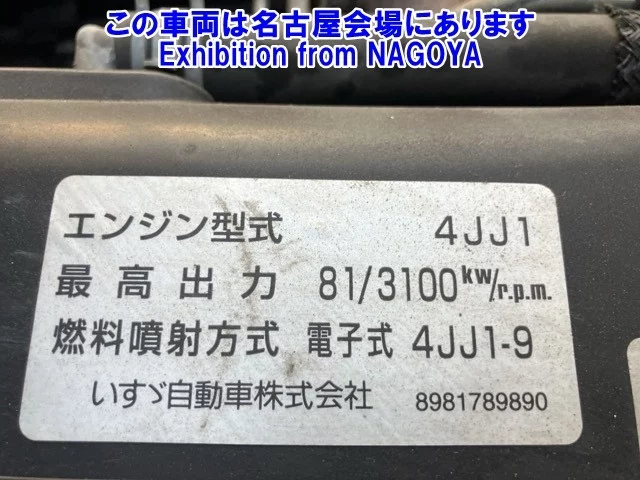 この車両は名古屋会場にあります
Exhibition from NAGOYA
エンジン型式 4JJ1
最高出力 81/3100kw/r.p.m.
燃料噴射方式 電子式 4JJ1-9
いすゞ自動車株式会社 8981789890